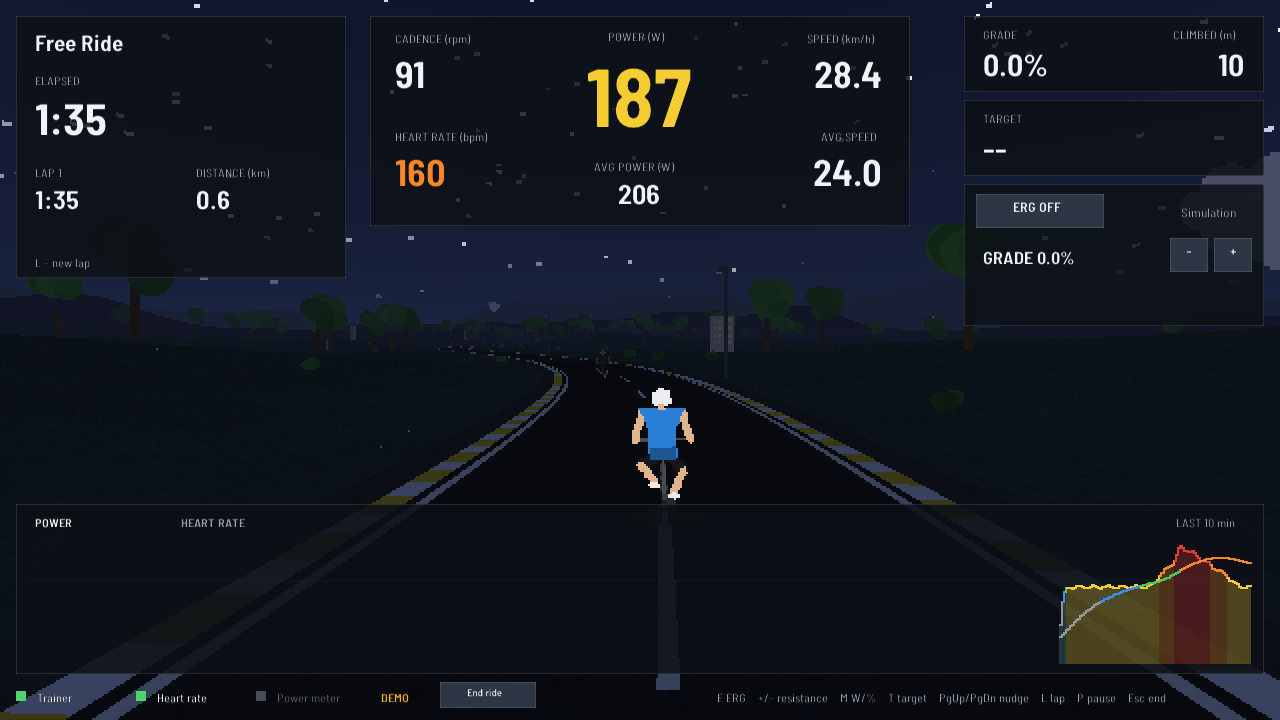 Free Ride
ELAPSED
1:35
LAP 1
DISTANCE (km)
1:35
0.6
L - new lap
CADENCE (rpm)
POWER (W)
SPEED (km/h)
91
187
28.4
HEART RATE (bpm)
AVG POWER (W)
AVG SPEED
160
206
24.0
GRADE
CLIMBED (m)
0.0%
10
TARGET
--
ERG OFF
Simulation
GRADE 0.0%
-
+
POWER
HEART RATE
LAST 10 min
Trainer
Heart rate
Power meter
DEMO
End ride
E ERG +/- resistance M W/% T target PgUp/PgDn nudge L lap P pause Esc end